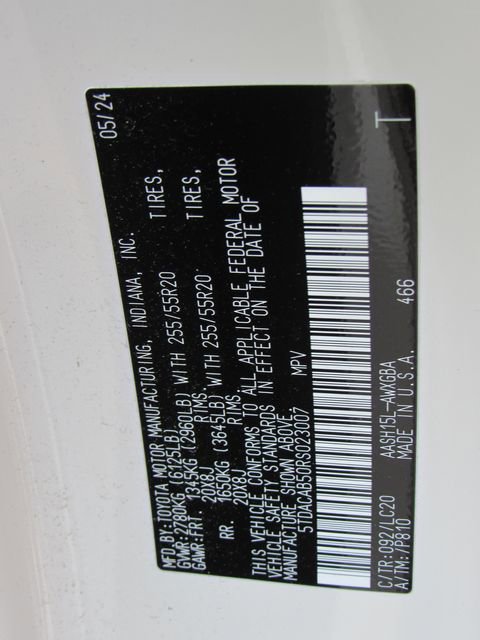 MFD.BY:TOYOTA MOTOR MANUFACTURING, INDIANA, INC. 05/24
GVWR:2780KG (6125LB)
GAWR:FRT. 1345KG (2960LB) WITH 255/55R20 TIRES,
20X8J RIMS,
RR. 1660KG (3645LB) WITH 255/55R20 TIRES,
20X8J RIMS
THIS VEHICLE CONFORMS TO ALL APPLICABLE FEDERAL MOTOR
VEHICLE SAFETY STANDARDS IN EFFECT ON THE DATE OF
MANUFACTURE SHOWN ABOVE.
5TDACAB50RS023007 MPV
C/TR:092/LC20 AASH15L-AWXGBA 466
A/TM:/P810 MADE IN U.S.A. T